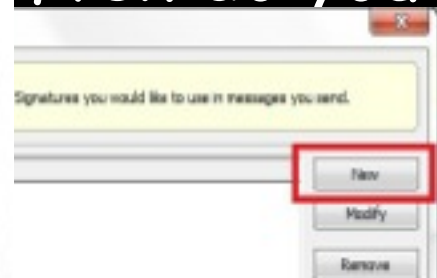 Signatures you would like to use in messages you send.
New
Modify
Remove